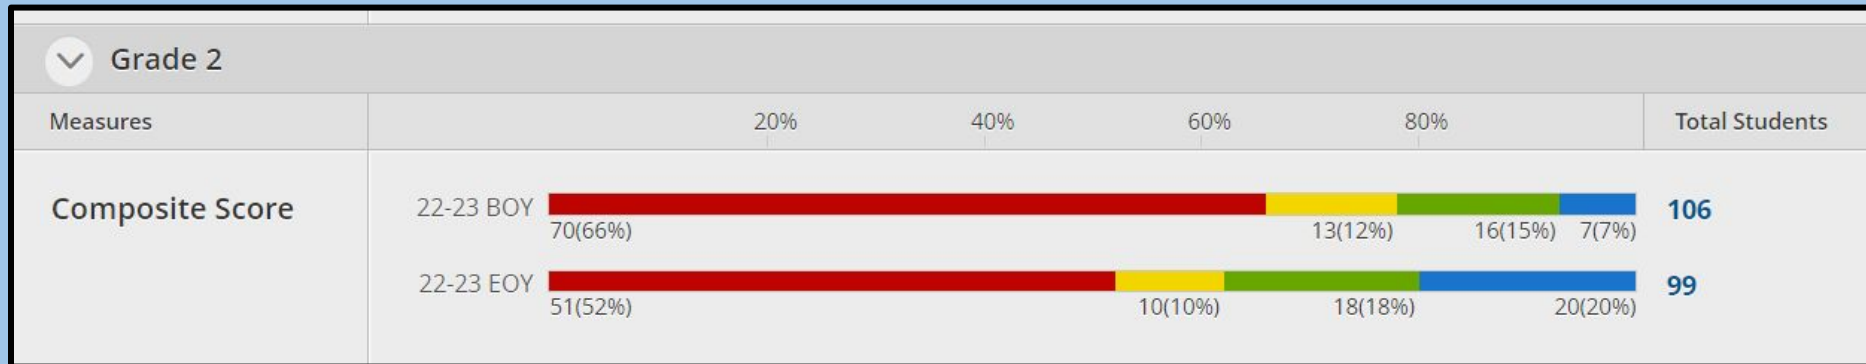 Grade 2
Measures 20% 40% 60% 80% Total Students
Composite Score 22-23 BOY 106
70(66%) 13(12%) 16(15%) 7(7%)
22-23 EOY 99
51(52%) 10(10%) 18(18%) 20(20%)